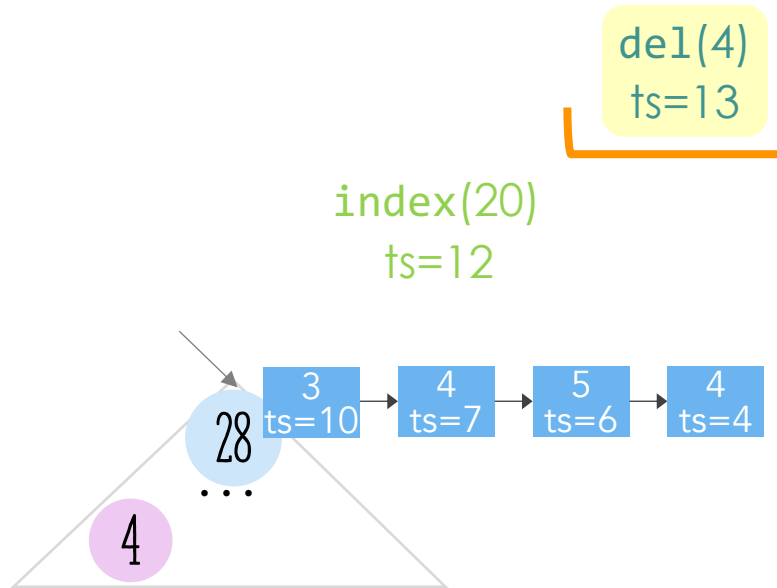 del(4)
ts=13
index(20)
ts=12
3
ts=10
4
ts=7
5
ts=6
4
ts=4
28
...
4